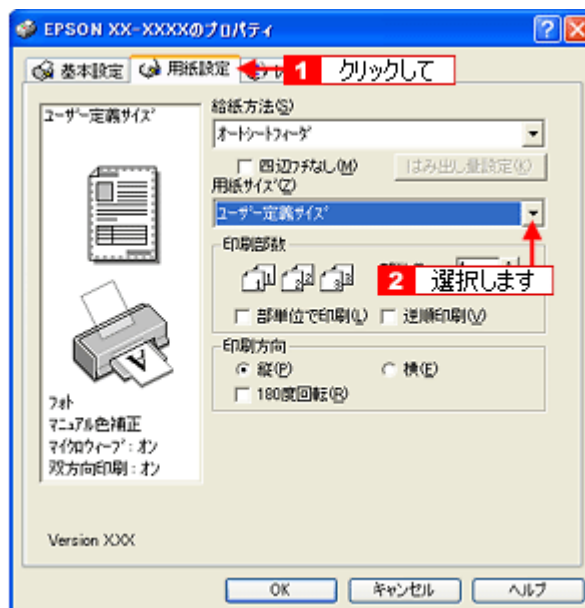 EPSON XX-XXXXのプロパティ
基本設定
用紙設定
1 クリックして
ユーザー定義サイズ
給紙方法(S)
オートシートフィーダ
四辺フチなし(M)
はみ出し量設定(K)
用紙サイズ(Z)
ユーザー定義サイズ
印刷部数
2 選択します
部単位で印刷(L)
逆順印刷(V)
印刷方向
縦(P)
横(E)
180度回転(R)
フォト
マニュアル色補正
マイクロウィーブ：オン
双方向印刷：オン
Version XXX
OK
キャンセル
ヘルプ